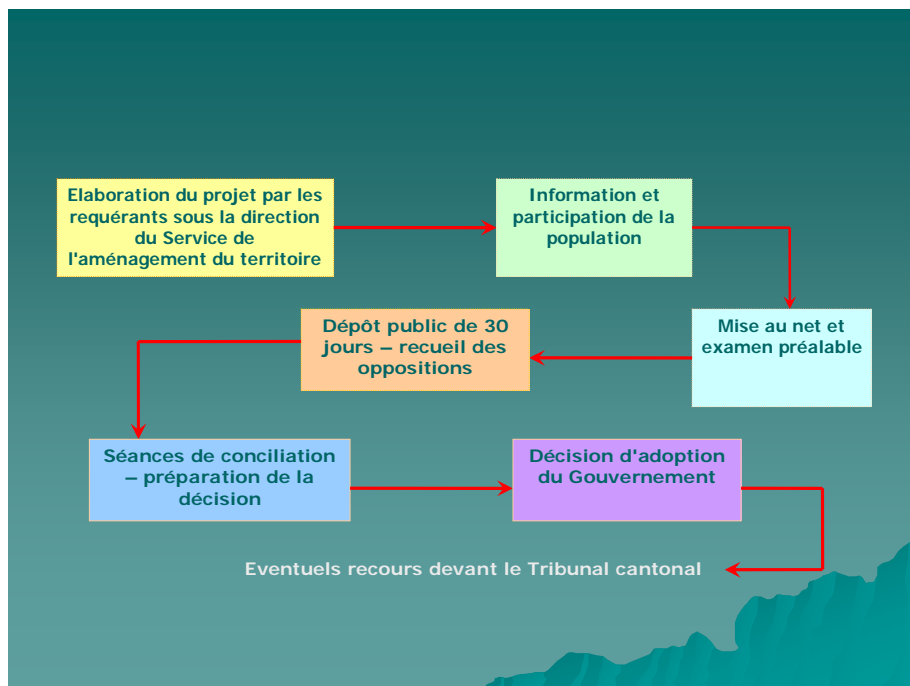 Elaboration du projet par les
requérants sous la direction
du Service de
l'aménagement du territoire
Information et
participation de la
population
Mise au net et
examen préalable
Dépôt public de 30
jours – recueil des
oppositions
Séances de conciliation
– préparation de la
décision
Décision d'adoption
du Gouvernement
Eventuels recours devant le Tribunal cantonal